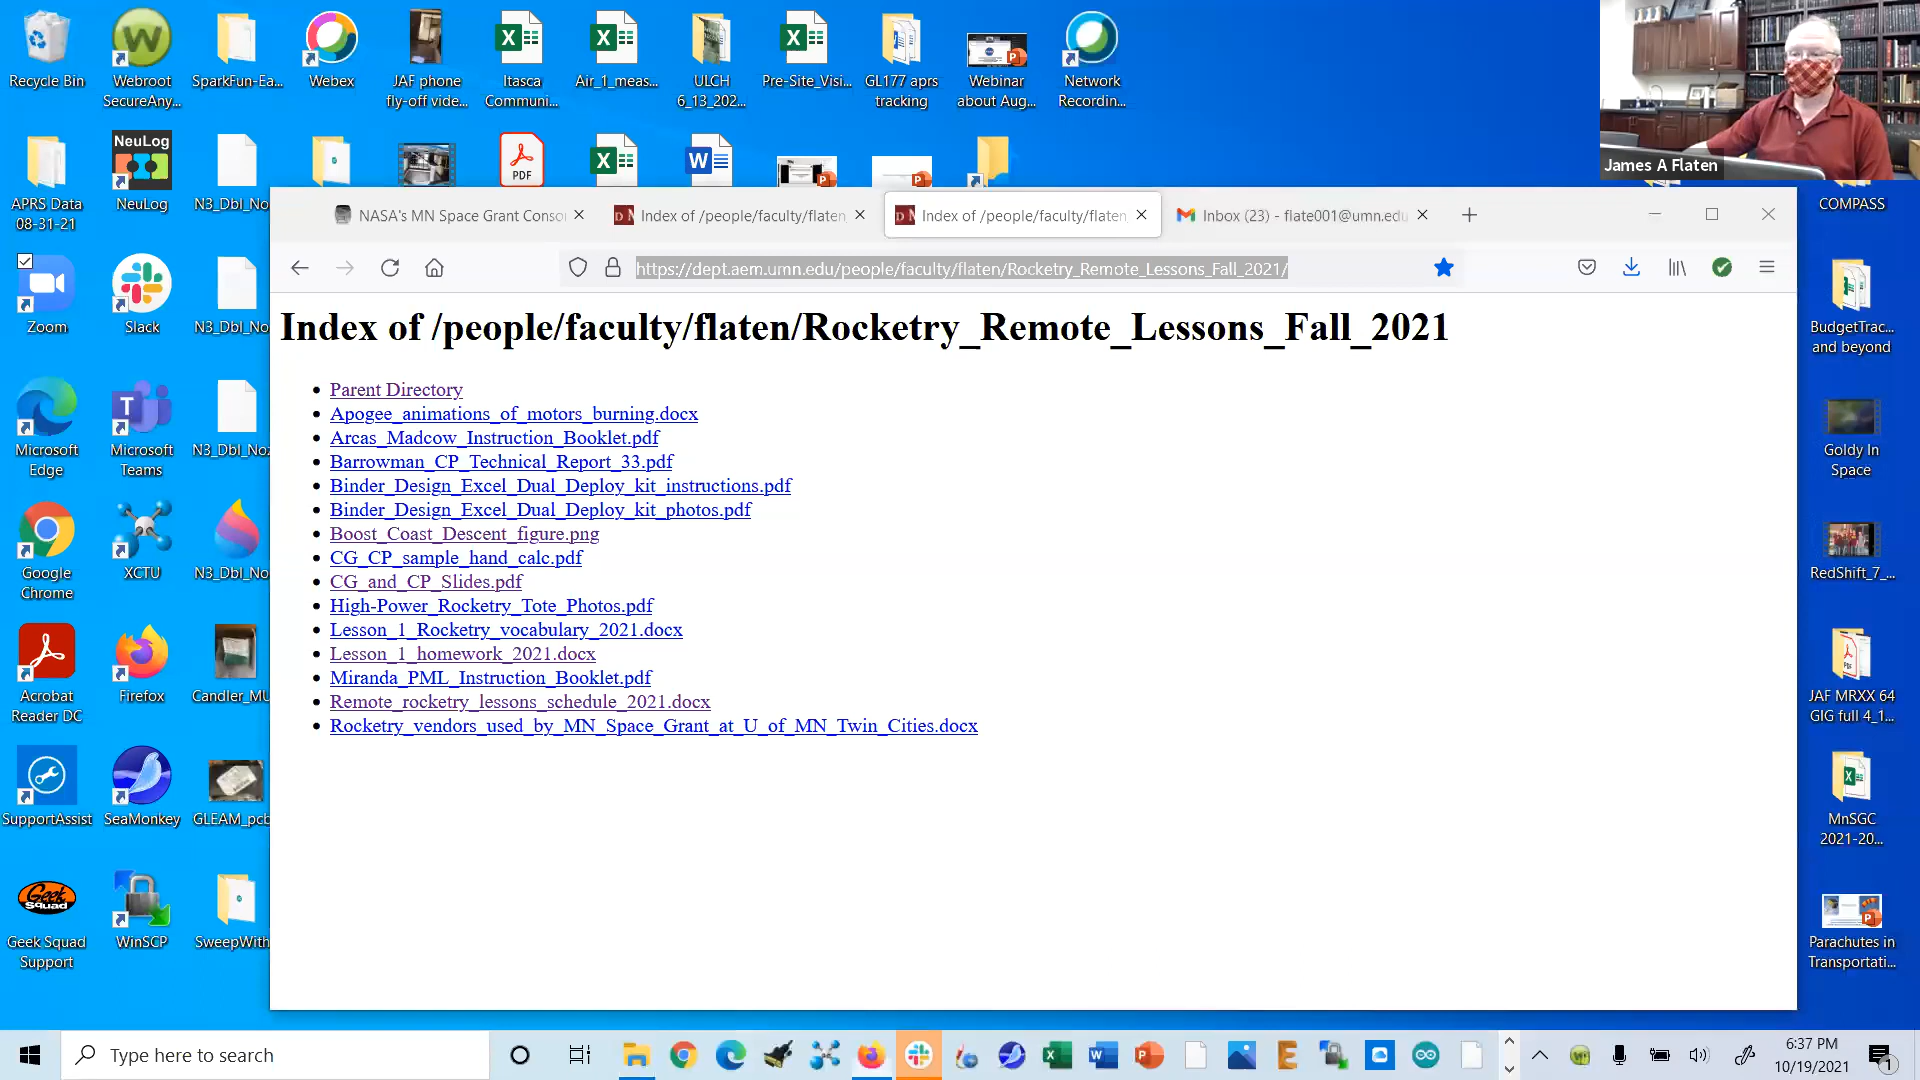 Recycle Bin
Webroot
SecureAny...
SparkFun-Ea...
Webex
JAF phone
fly-off vide...
Itasca
Communi...
Air_1_meas...
ULCH
6_13_202...
Pre-Site_Visi...
GL177 aprs
tracking
Webinar
about Aug...
Network
Recordin...
James A Flaten
APRS Data
08-31-21
NeuLog
NeuLog
N3_Dbl_No
PDF
COMPASS
NASA's MN Space Grant Conso
Index of /people/faculty/flaten
Index of /people/faculty/flaten
Inbox (23) - flate001@umn.edu
https://dept.aem.umn.edu/people/faculty/flaten/Rocketry_Remote_Lessons_Fall_2021/
Index of /people/faculty/flaten/Rocketry_Remote_Lessons_Fall_2021
Parent Directory
Apogee_animations_of_motors_burning.docx
Arcas_Madcow_Instruction_Booklet.pdf
Barrowman_CP_Technical_Report_33.pdf
Binder_Design_Excel_Dual_Deploy_kit_instructions.pdf
Binder_Design_Excel_Dual_Deploy_kit_photos.pdf
Boost_Coast_Descent_figure.png
CG_CP_sample_hand_calc.pdf
CG_and_CP_Slides.pdf
High-Power_Rocketry_Tote_Photos.pdf
Lesson_1_Rocketry_vocabulary_2021.docx
Lesson_1_homework_2021.docx
Miranda_PML_Instruction_Booklet.pdf
Remote_rocketry_lessons_schedule_2021.docx
Rocketry_vendors_used_by_MN_Space_Grant_at_U_of_MN_Twin_Cities.docx
Zoom
Slack
N3_Dbl_No
BudgetTrac...
and beyond
Microsoft
Edge
Microsoft
Teams
N3_Dbl_Noz
Goldy In
Space
Google
Chrome
XCTU
N3_Dbl_No
RedShift_7_...
Acrobat
Reader DC
Firefox
Candler_MU
JAF MRXX 64
GIG full 4_1...
SupportAssist
SeaMonkey
GLEAM_pcb
MnSGC
2021-20...
Geek
Squad
Geek Squad
Support
WinSCP
SweepWith
Parachutes in
Transportati...
Type here to search
6:37 PM
10/19/2021
1